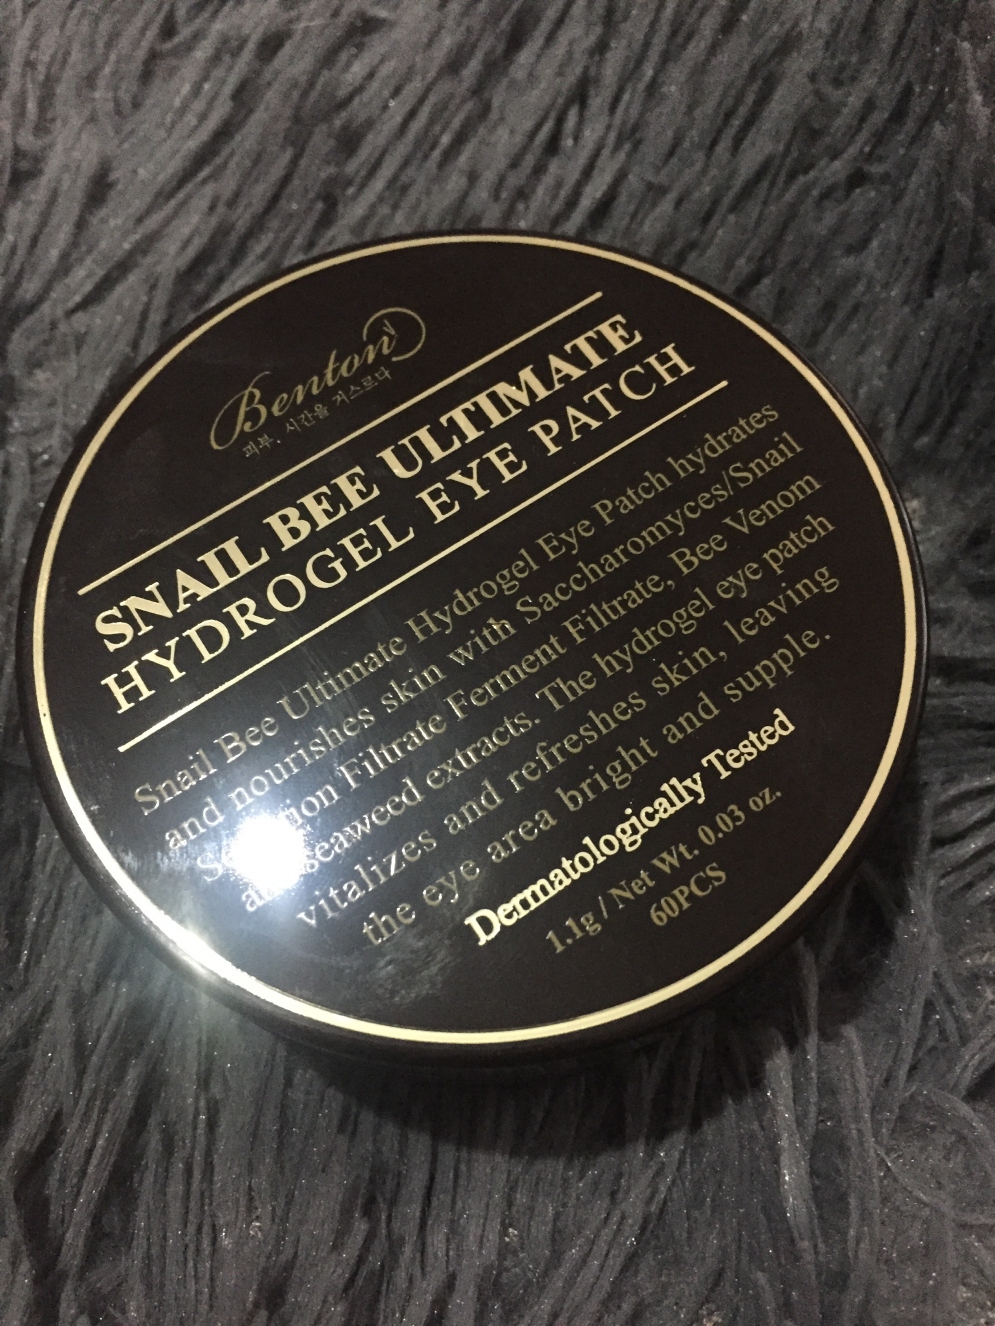 Benton
피부, 시간을 거스르다
SNAIL BEE ULTIMATE
HYDROGEL EYE PATCH
Snail Bee Ultimate Hydrogel Eye Patch hydrates
and nourishes skin with Saccharomyces/Snail
Secretion Filtrate Ferment Filtrate, Bee Venom
and seaweed extracts. The hydrogel eye patch
vitalizes and refreshes skin, leaving
the eye area bright and supple.
Dermatologically Tested
1.1g / Net Wt. 0.03 oz.
60PCS